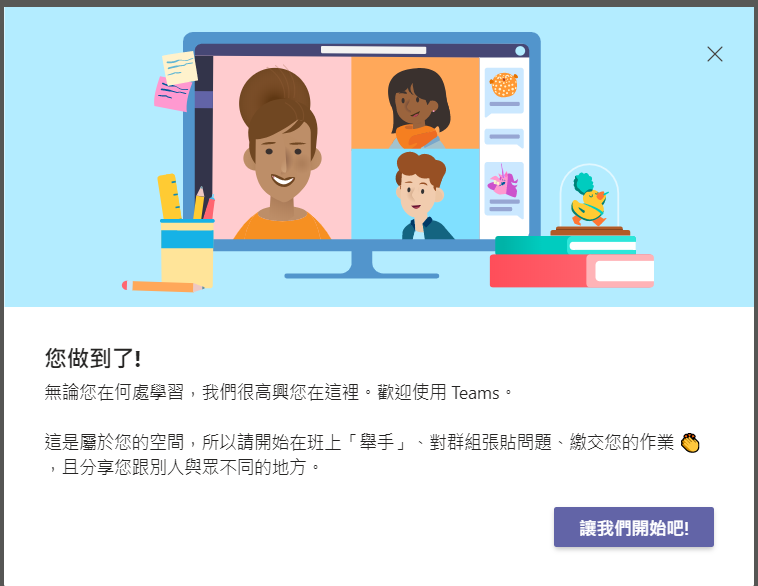 您做到了!
無論您在何處學習，我們很高興您在這裡。歡迎使用 Teams。
這是屬於您的空間，所以請開始在班上「舉手」、對群組張貼問題、繳交您的作業 👏
，且分享您跟別人與眾不同的地方。
讓我們開始吧!